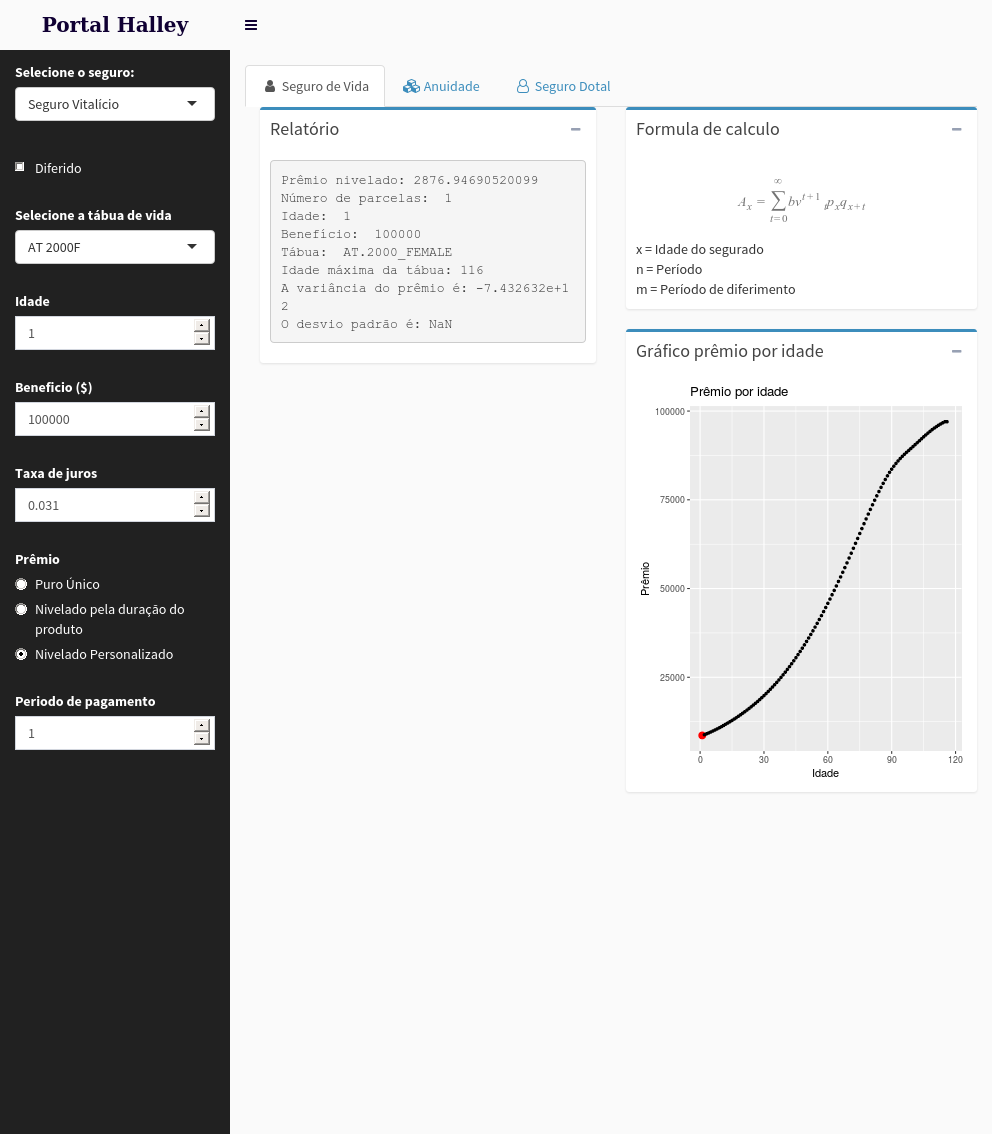 Portal Halley
Selecione o seguro:
Seguro Vitalício
Diferido
Selecione a tábua de vida
AT 2000F
Idade
1
Beneficio ($)
100000
Taxa de juros
0.031
Prêmio
Puro Único
Nivelado pela duração do
produto
Nivelado Personalizado
Periodo de pagamento
1
Seguro de Vida
Anuidade
Seguro Dotal
Relatório
Prêmio nivelado: 2876.94690520099
Número de parcelas:  1
Idade:  1
Benefício:  100000
Tábua:  AT.2000_FEMALE
Idade máxima da tábua: 116
A variância do prêmio é: -7.432632e+1
2
O desvio padrão é: NaN
Formula de calculo
A_x = ∑_{t=0}^{∞} bv^{t+1} _tp_xq_{x+t}
x = Idade do segurado
n = Período
m = Período de diferimento
Gráfico prêmio por idade
Prêmio por idade
100000
75000
50000
25000
Prêmio
0 30 60 90 120
Idade